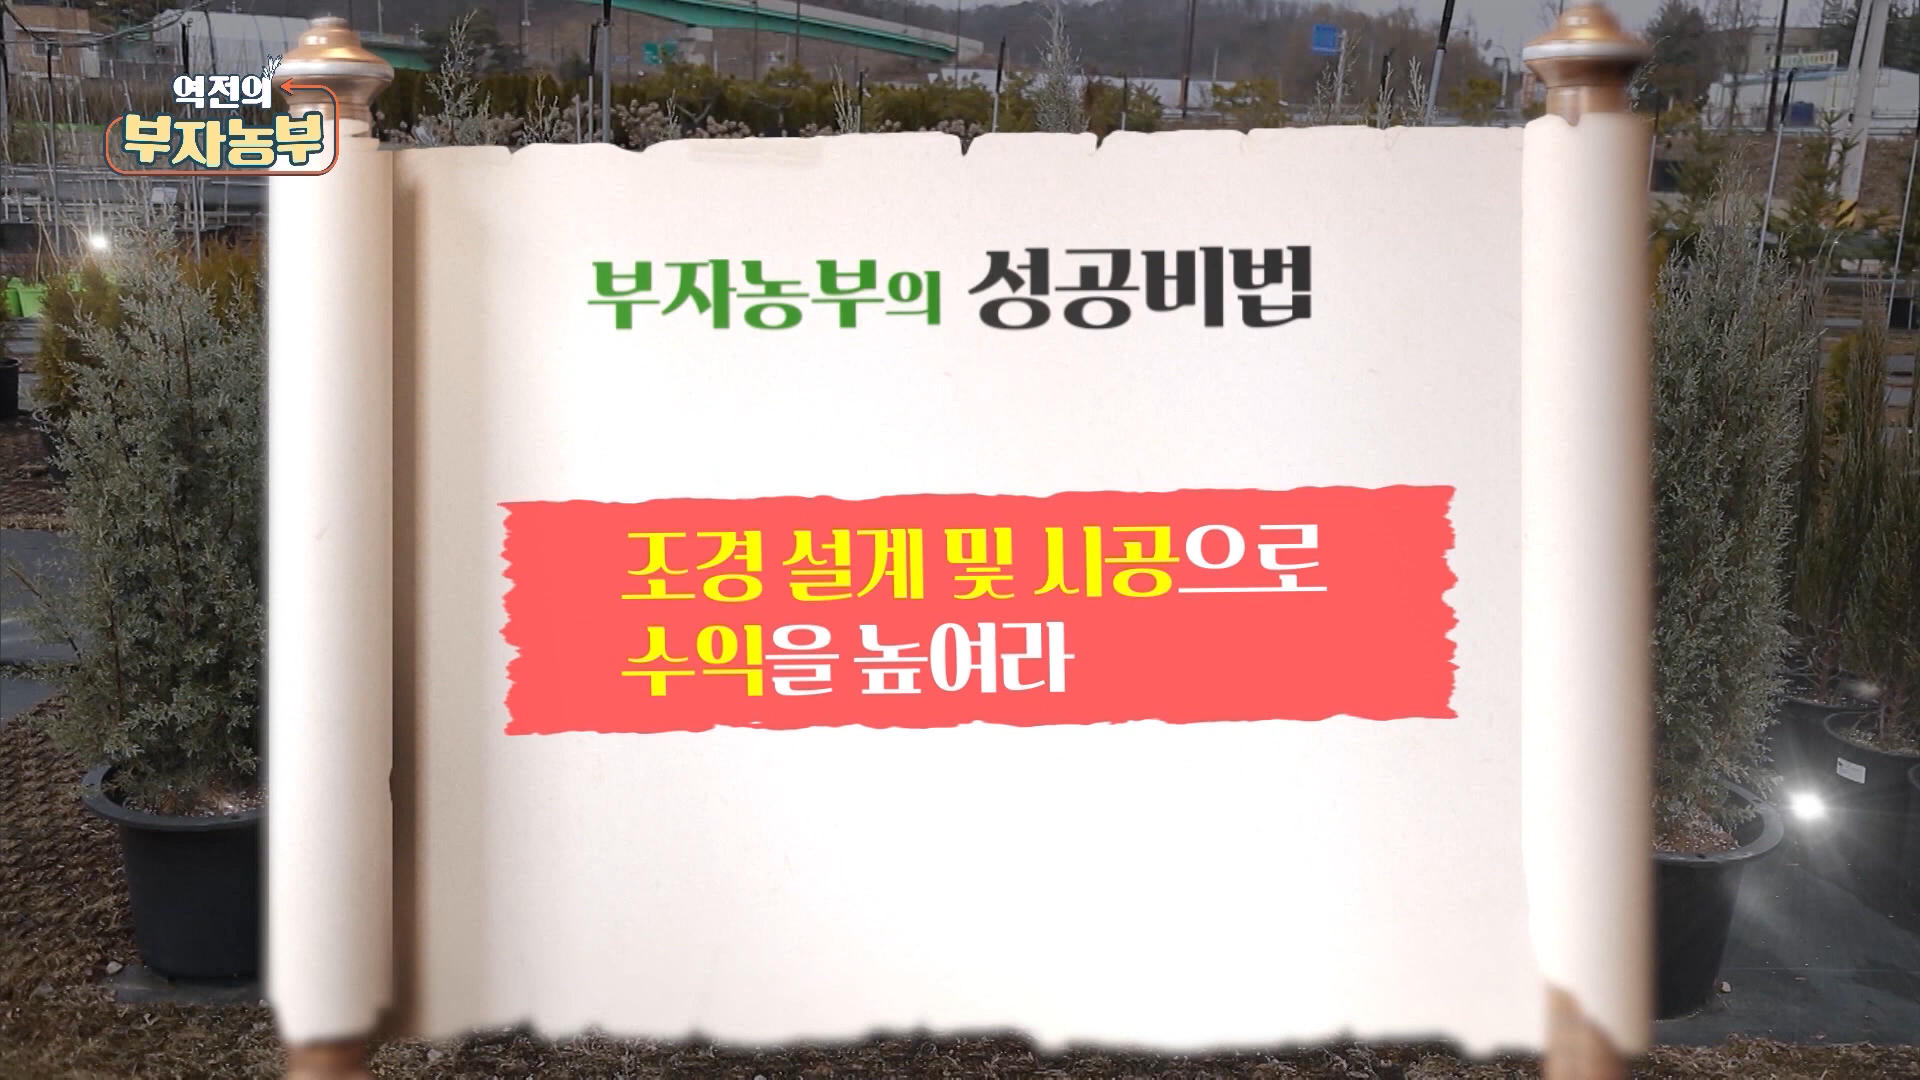 역전의
부자농부
부자농부의 성공비법
조경 설계 및 시공으로
수익을 높여라